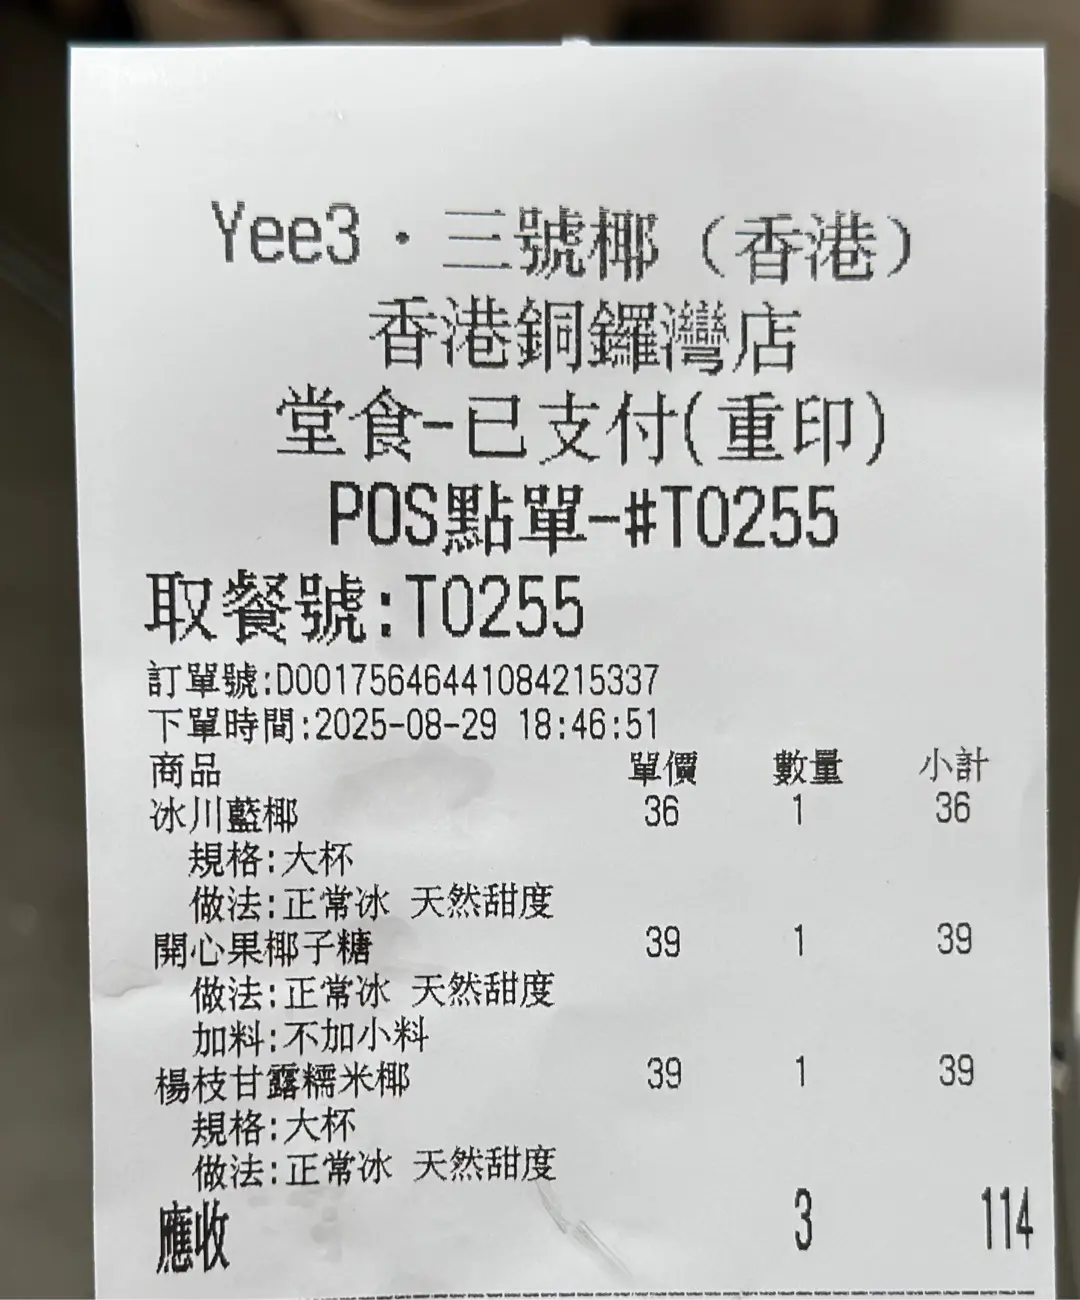 Yee3·三號椰（香港）
香港銅鑼灣店
堂食-已支付(重印)
POS點單-#T0255
取餐號:T0255
訂單號:D001756464441084215337
下單時間:2025-08-29 18:46:51
商品 單價 數量 小計
冰川藍椰 36 1 36
規格:大杯
做法:正常冰 天然甜度
開心果椰子糖 39 1 39
做法:正常冰 天然甜度
加料:不加小料
楊枝甘露糯米椰 39 1 39
規格:大杯
做法:正常冰 天然甜度
應收 3 114